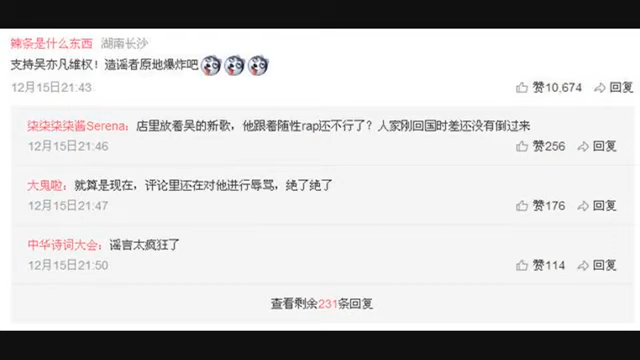 辣条是什么东西 湖南长沙
支持吴亦凡维权！造谣者原地爆炸吧
12月15日21:43 赞10,674 回复
柒柒柒柒酱Serena：店里放着吴的新歌，他跟着随性rap还不行了？人家刚回国时差还没有倒过来
12月15日21:46 赞256 回复
大鬼啦：就算是现在，评论里还在对他进行辱骂，绝了绝了
12月15日21:47 赞176 回复
中华诗词大会：谣言太疯狂了
12月15日21:50 赞114 回复
查看剩余231条回复